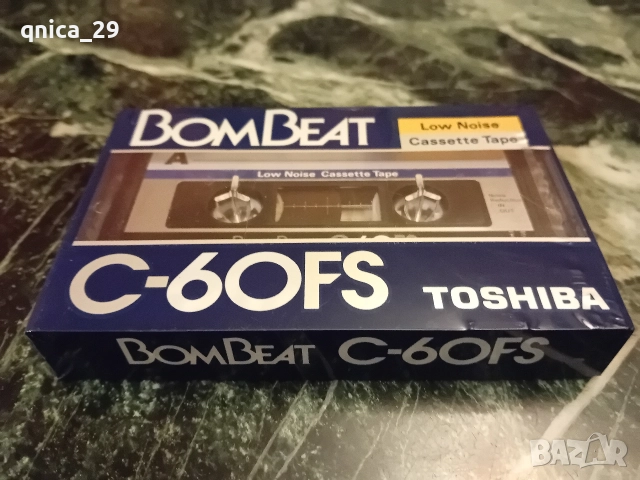 qnica_29
BOMBEAT
Low Noise
Cassette Tape
A
Low Noise Cassette Tape
C-60FS
TOSHIBA
BOMBEAT C-60FS
BAZAR